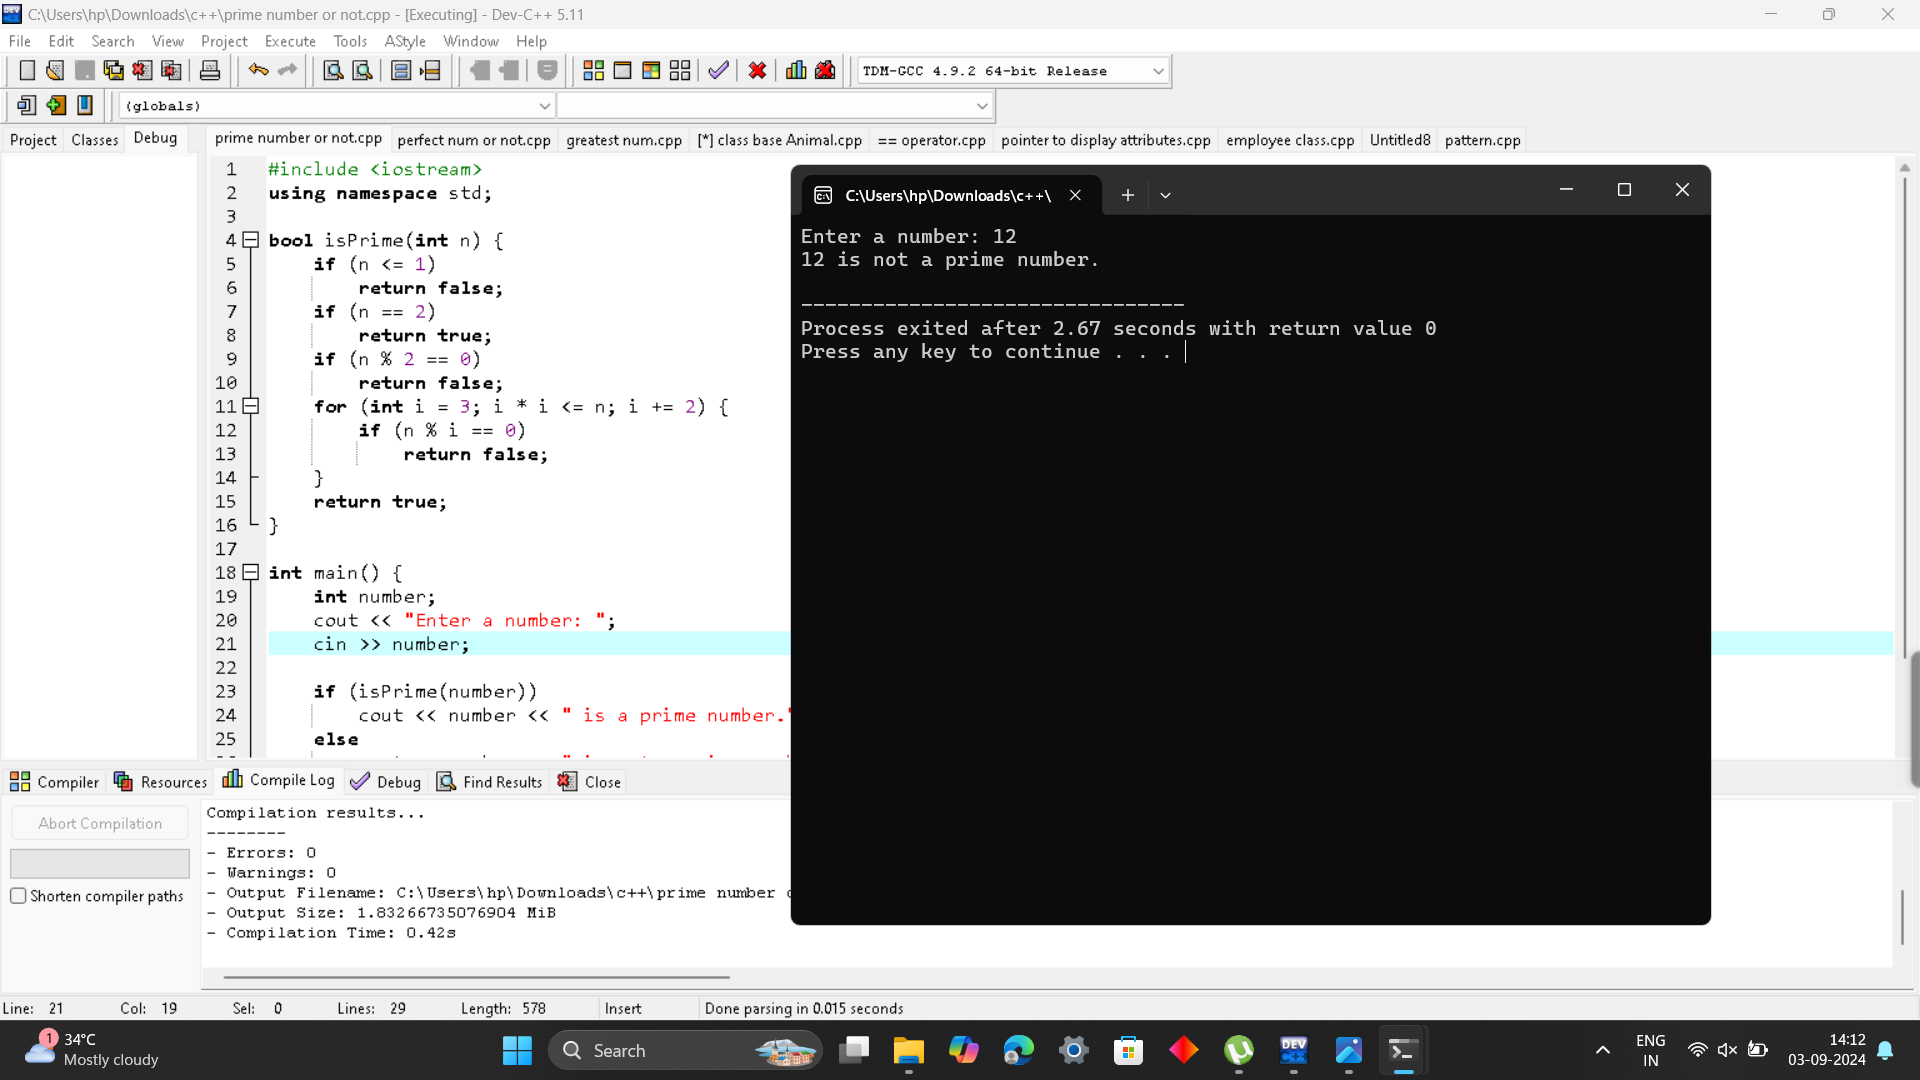 C:\Users\hp\Downloads\c++\prime number or not.cpp - [Executing] - Dev-C++ 5.11
File Edit Search View Project Execute Tools AStyle Window Help
TDM-GCC 4.9.2 64-bit Release
(globals)
Project Classes Debug
prime number or not.cpp perfect num or not.cpp greatest num.cpp [*] class base Animal.cpp == operator.cpp pointer to display attributes.cpp employee class.cpp Untitled8 pattern.cpp
1 #include <iostream>
2 using namespace std;
3
4 bool isPrime(int n) {
5 if (n <= 1)
6 return false;
7 if (n == 2)
8 return true;
9 if (n % 2 == 0)
10 return false;
11 for (int i = 3; i * i <= n; i += 2) {
12 if (n % i == 0)
13 return false;
14 }
15 return true;
16 }
17
18 int main() {
19 int number;
20 cout << "Enter a number: ";
21 cin >> number;
22
23 if (isPrime(number))
24 cout << number << " is a prime number."
25 else
C:\Users\hp\Downloads\c++\
Enter a number: 12
12 is not a prime number.
--------------------------------
Process exited after 2.67 seconds with return value 0
Press any key to continue . . .
Compiler Resources Compile Log Debug Find Results Close
Abort Compilation
Shorten compiler paths
Compilation results...
--------
- Errors: 0
- Warnings: 0
- Output Filename: C:\Users\hp\Downloads\c++\prime number
- Output Size: 1.83266735076904 MiB
- Compilation Time: 0.42s
Line: 21 Col: 19 Sel: 0 Lines: 29 Length: 578 Insert Done parsing in 0.015 seconds
1
34°C
Mostly cloudy
Search
DEV
ENG
IN
14:12
03-09-2024